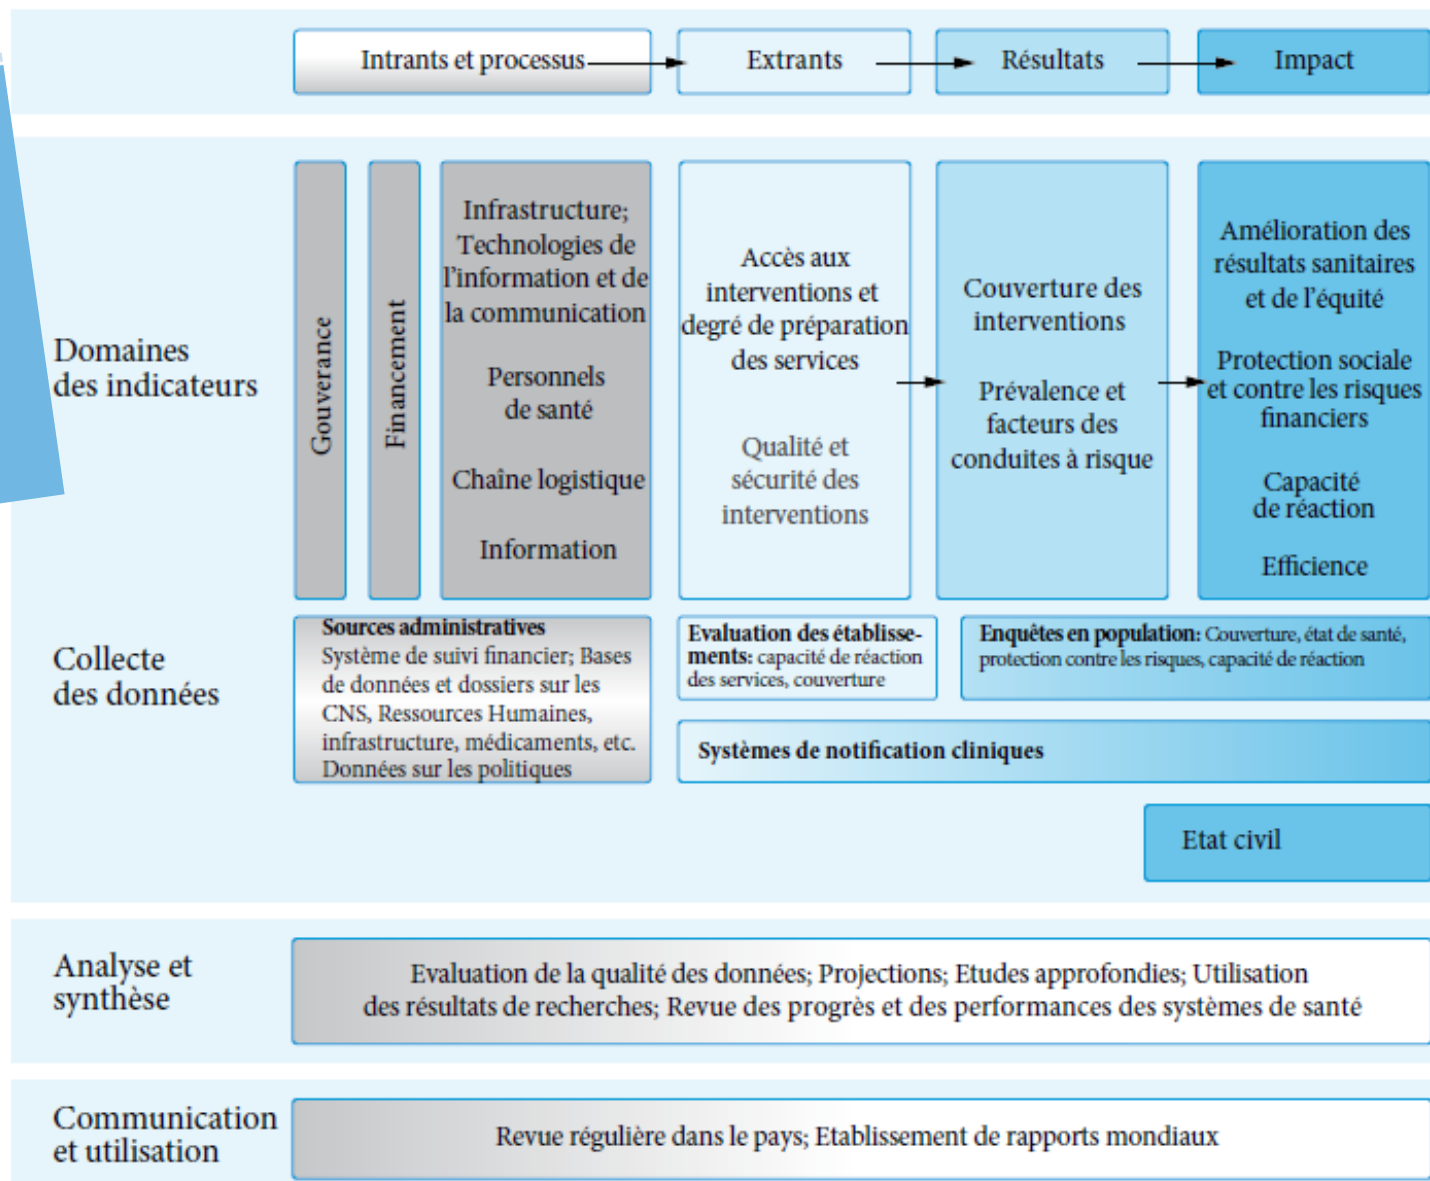 Intrants et processus
Extrants
Résultats
Impact
Domaines
des indicateurs
Gouverance
Financement
Infrastructure;
Technologies de
l'information et de
la communication
Personnels
de santé
Chaîne logistique
Information
Accès aux
interventions et
degré de préparation
des services
Qualité et
sécurité des
interventions
Couverture des
interventions
Prévalence et
facteurs des
conduites à risque
Amélioration des
résultats sanitaires
et de l'équité
Protection sociale
et contre les risques
financiers
Capacité
de réaction
Efficience
Collecte
des données
Sources administratives
Système de suivi financier; Bases
de données et dossiers sur les
CNS, Ressources Humaines,
infrastructure, médicaments, etc.
Données sur les politiques
Evaluation des établisse-
ments: capacité de réaction
des services, couverture
Enquêtes en population: Couverture, état de santé,
protection contre les risques, capacité de réaction
Systèmes de notification cliniques
Etat civil
Analyse et
synthèse
Evaluation de la qualité des données; Projections; Etudes approfondies; Utilisation
des résultats de recherches; Revue des progrès et des performances des systèmes de santé
Communication
et utilisation
Revue régulière dans le pays; Etablissement de rapports mondiaux